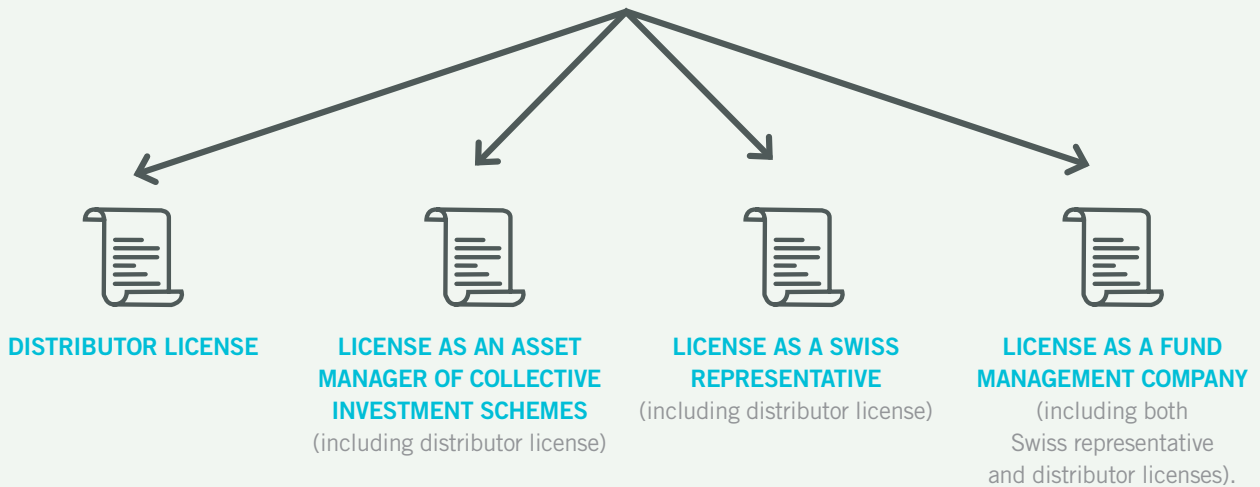 DISTRIBUTOR LICENSE
LICENSE AS AN ASSET
MANAGER OF COLLECTIVE
INVESTMENT SCHEMES
(including distributor license)
LICENSE AS A SWISS
REPRESENTATIVE
(including distributor license)
LICENSE AS A FUND
MANAGEMENT COMPANY
(including both
Swiss representative
and distributor licenses).